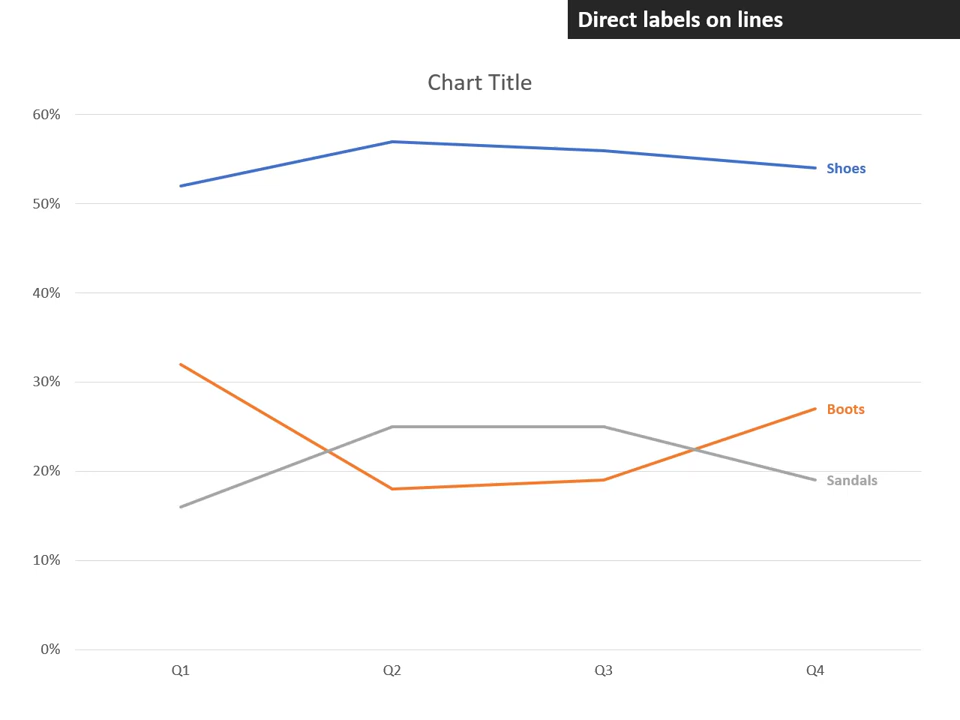 Direct labels on lines
Chart Title
60%
50%
40%
30%
20%
10%
0%
Shoes
Boots
Sandals
Q1 Q2 Q3 Q4